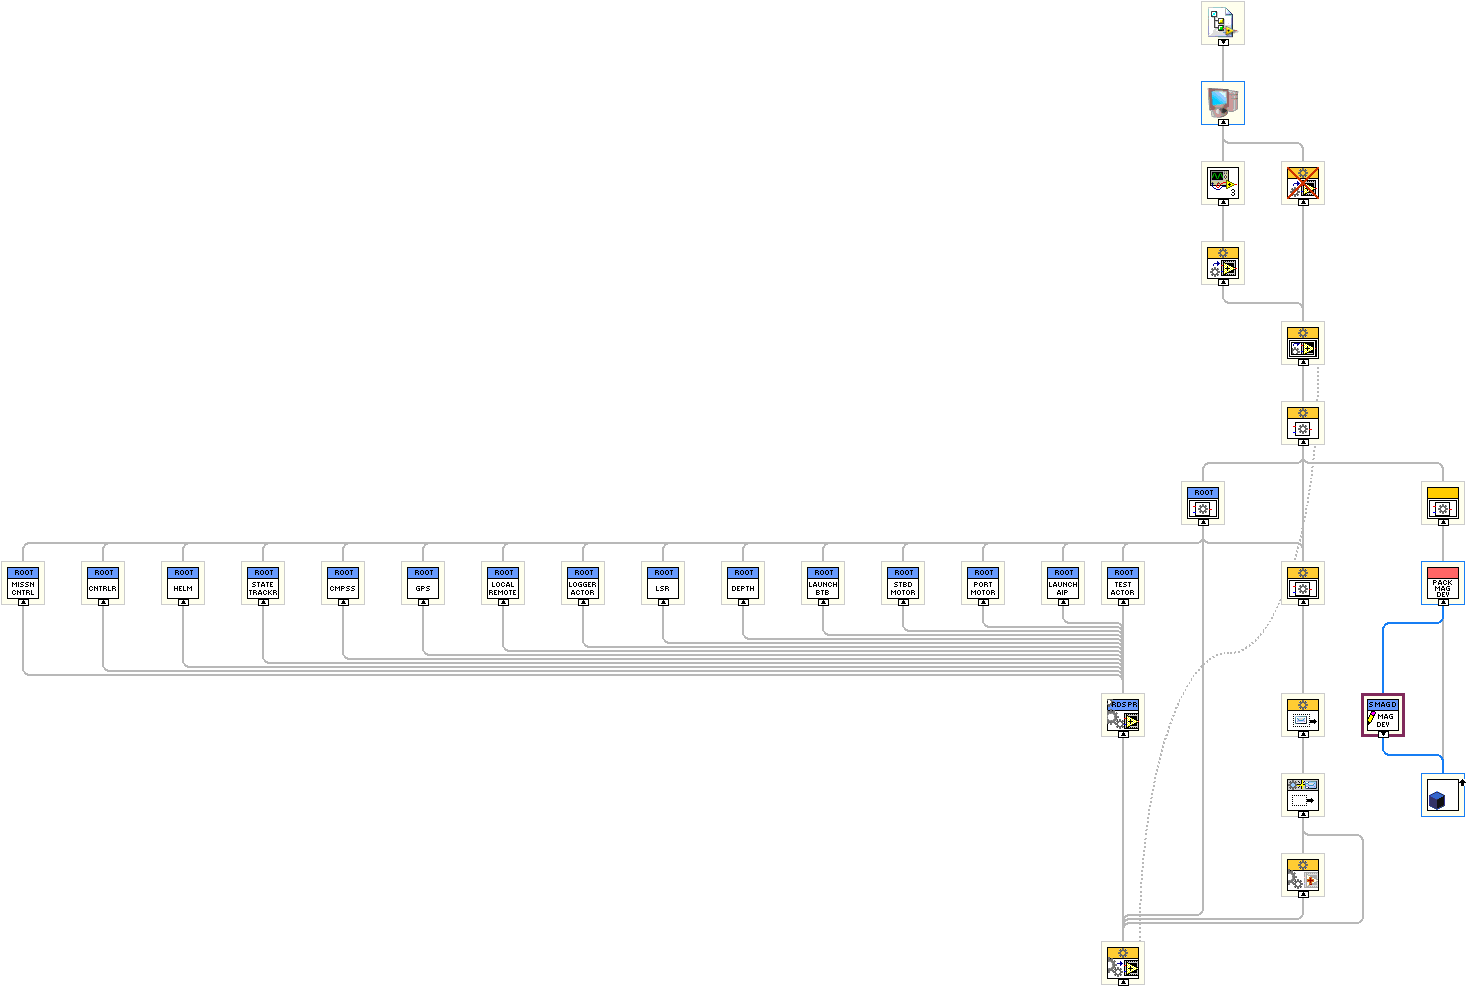 3
ROOT
ROOT
MISSN
CNTRL
ROOT
CNTRLR
ROOT
HELM
ROOT
STATE
TRACKR
ROOT
CMPSS
ROOT
GPS
ROOT
LOCAL
REMOTE
ROOT
LOGGER
ACTOR
ROOT
LSR
ROOT
DEPTH
ROOT
LAUNCH
BTB
ROOT
STBD
MOTOR
ROOT
PORT
MOTOR
ROOT
LAUNCH
AIP
ROOT
TEST
ACTOR
PACK
MAG
DEV
RDSPR
SMAGD
MAG
DEV